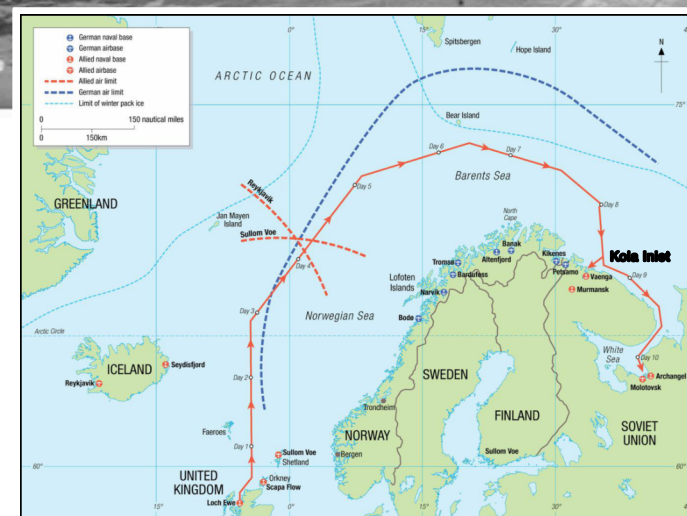 German naval base
German airbase
Allied naval base
Allied airbase
Allied air limit
German air limit
Limit of winter pack ice
0 150 nautical miles
0 150km
0°
15°
30°
Spitsbergen
Hope Island
N
ARCTIC OCEAN
75°
Bear Island
Day 6
Day 7
Barents Sea
Day 5
Reykjavik
GREENLAND
Jan Mayen
Island
Sullom Voe
Day 8
North
Cape
Kola Inlet
Banak
Altenfjord
Kikenes
Petsamo
Tromsø
Bardufoss
Vaenga
Day 9
Murmansk
Day 4
Lofoten
Islands
Narvik
Bodø
Norwegian Sea
Day 3
Arctic Circle
White
Sea
Day 10
Archangel
Molotovsk
ICELAND
Seydisfjord
Reykjavik
Day 2
SWEDEN
FINLAND
SOVIET
UNION
Trondheim
NORWAY
Faeroes
Day 1
Sullom Voe
Shetland
Bergen
Sullom Voe
60°
60°
UNITED
KINGDOM
Orkney
Scapa Flow
Loch Ewe
15°
0°
15°
30°